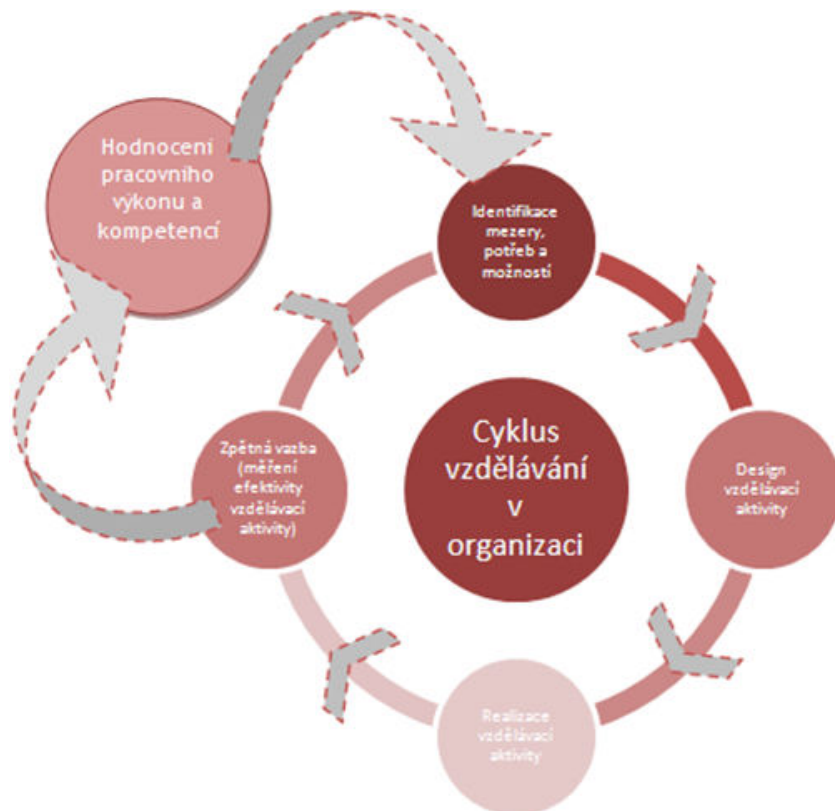 Hodnocení
pracovního
výkonu a
kompetencí
Identifikace
mezery,
potřeb a
možností
Cyklus
vzdělávání
v
organizaci
Design
vzdělávací
aktivity
Realizace
vzdělávací
aktivity
Zpětná vazba
(měření
efektivity
vzdělávací
aktivity)